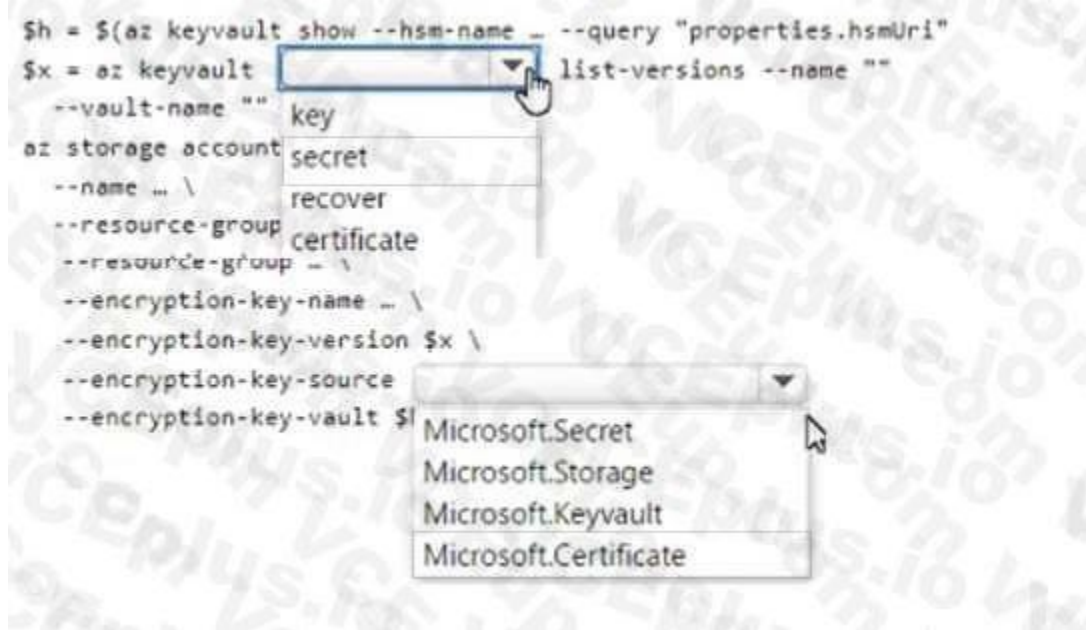 $h = $(az keyvault show --hsm-name … --query "properties.hsmUri"
$x = az keyvault list-versions --name ""
--vault-name ""
key
az storage account
secret
--name … \
recover
--resource-group
certificate
--resource-group … \
--encryption-key-name … \
--encryption-key-version $x \
--encryption-key-source
--encryption-key-vault $
Microsoft.Secret
Microsoft.Storage
Microsoft.Keyvault
Microsoft.Certificate
VCEplus.io